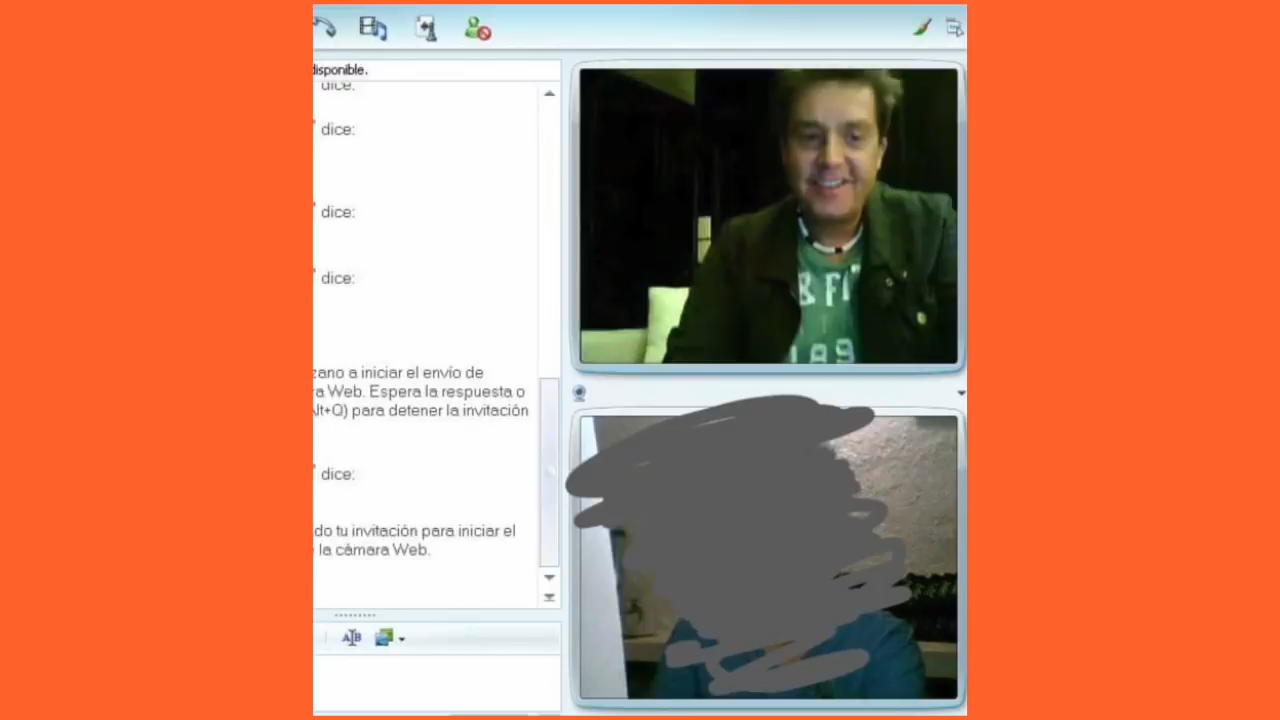 disponible.
dice:
dice:
dice:
dice:
zano a iniciar el envío de
ra Web. Espera la respuesta o
Alt+Q) para detener la invitación
dice:
do tu invitación para iniciar el
la cámara Web.